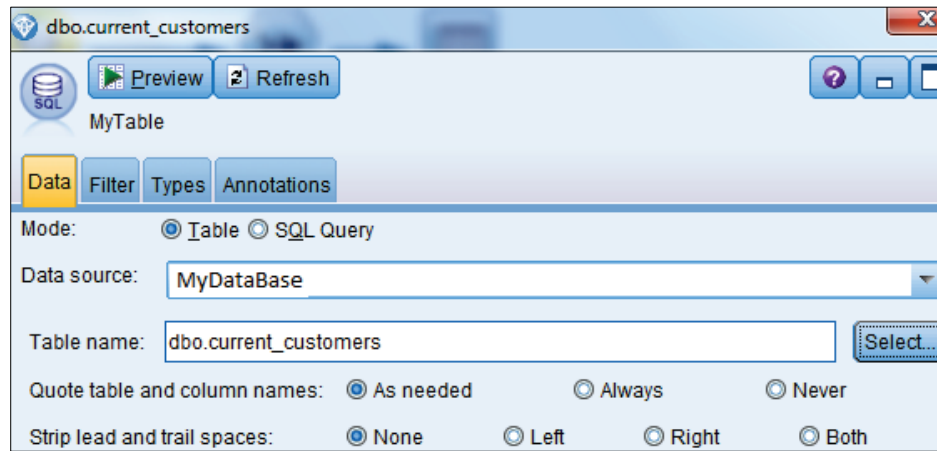 dbo.current_customers
SQL
Preview Refresh ?
MyTable
Data Filter Types Annotations
Mode: Table SQL Query
Data source: MyDataBase
Table name: dbo.current_customers Select...
Quote table and column names: As needed Always Never
Strip lead and trail spaces: None Left Right Both